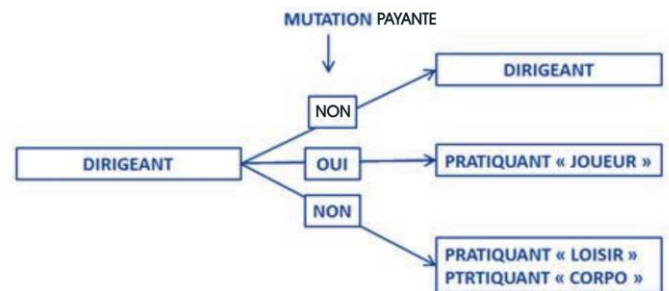 MUTATION PAYANTE
DIRIGEANT
NON
DIRIGEANT
OUI
PRATIQUANT « JOUEUR »
NON
PRATIQUANT « LOISIR »
PTRTIQUANT « CORPO »